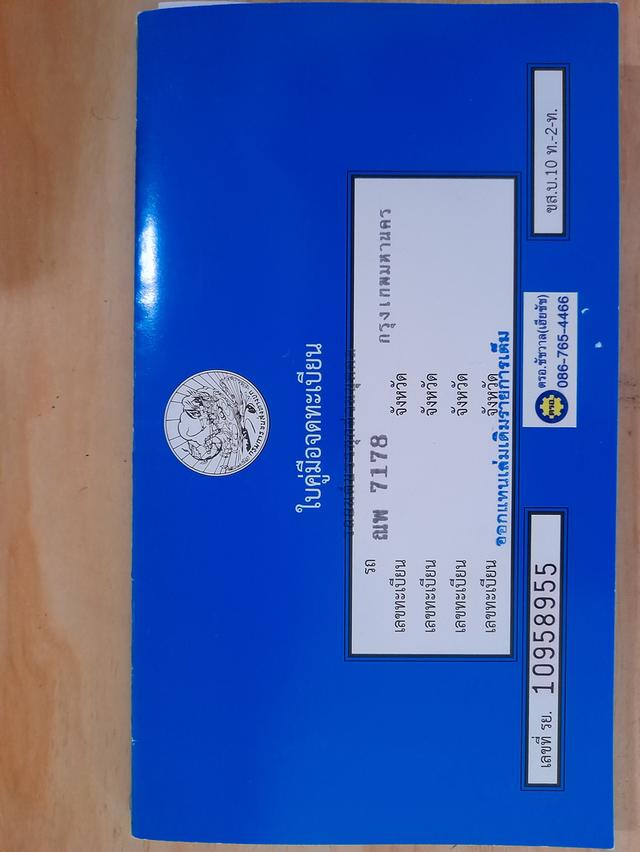 ใบคู่มือจดทะเบียน
รถ
เลขทะเบียน ฌพ 7178 จังหวัด กรุงเทพมหานคร
เลขทะเบียน จังหวัด
เลขทะเบียน จังหวัด
เลขทะเบียน จังหวัด
ออกแทนเล่มเดิมรายการเต็ม
เลขที่ รย. 10958955
ตรอ.
ตรอ.ชัชวาล(เฮียชัช)
086-765-4466
ขส.บ.10 ท.-2-ท.